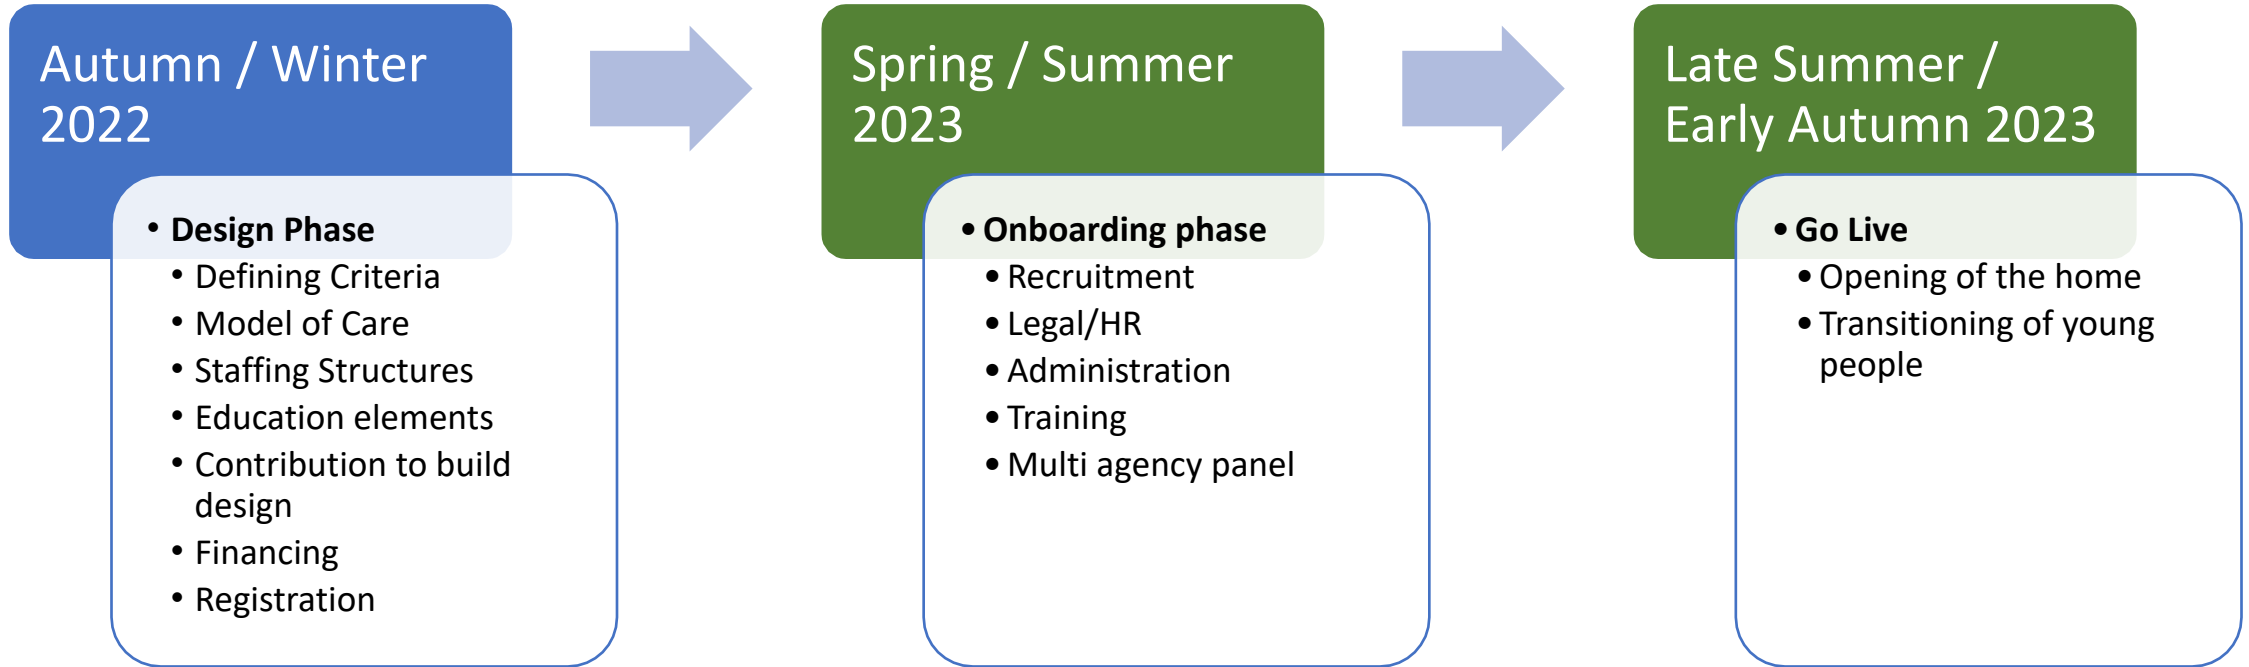 Autumn / Winter
2022
• Design Phase
• Defining Criteria
• Model of Care
• Staffing Structures
• Education elements
• Contribution to build
design
• Financing
• Registration
Spring / Summer
2023
• Onboarding phase
• Recruitment
• Legal/HR
• Administration
• Training
• Multi agency panel
Late Summer /
Early Autumn 2023
• Go Live
• Opening of the home
• Transitioning of young
people